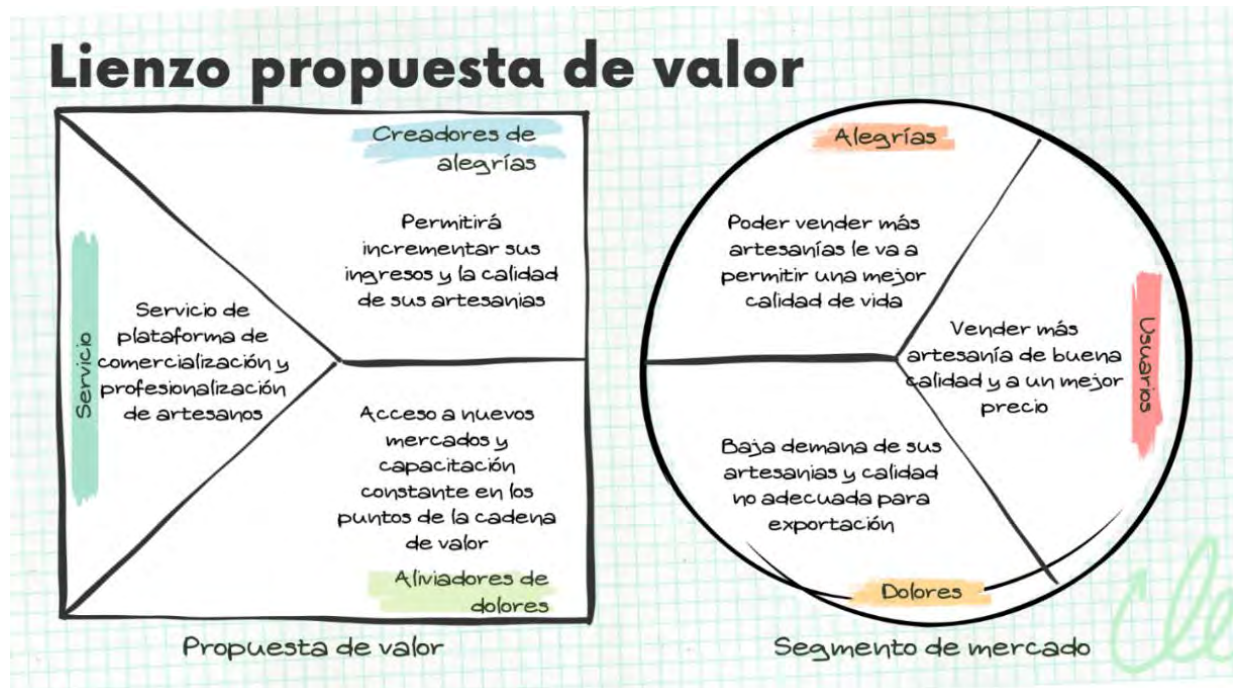 Lienzo propuesta de valor
Creadores de
alegrías
Permitirá
incrementar sus
ingresos y la calidad
de sus artesanias
Servicio
Servicio de
plataforma de
comercialización y
profesionalización
de artesanos
Acceso a nuevos
mercados y
capacitación
constante en los
puntos de la cadena
de valor
Aliviadores de
dolores
Propuesta de valor
Alegrías
Poder vender más
artesanías le va a
permitir una mejor
calidad de vida
Vender más
artesanía de buena
calidad y a un mejor
precio
Usuarios
Baja demana de sus
artesanias y calidad
no adecuada para
exportación
Dolores
Segmento de mercado